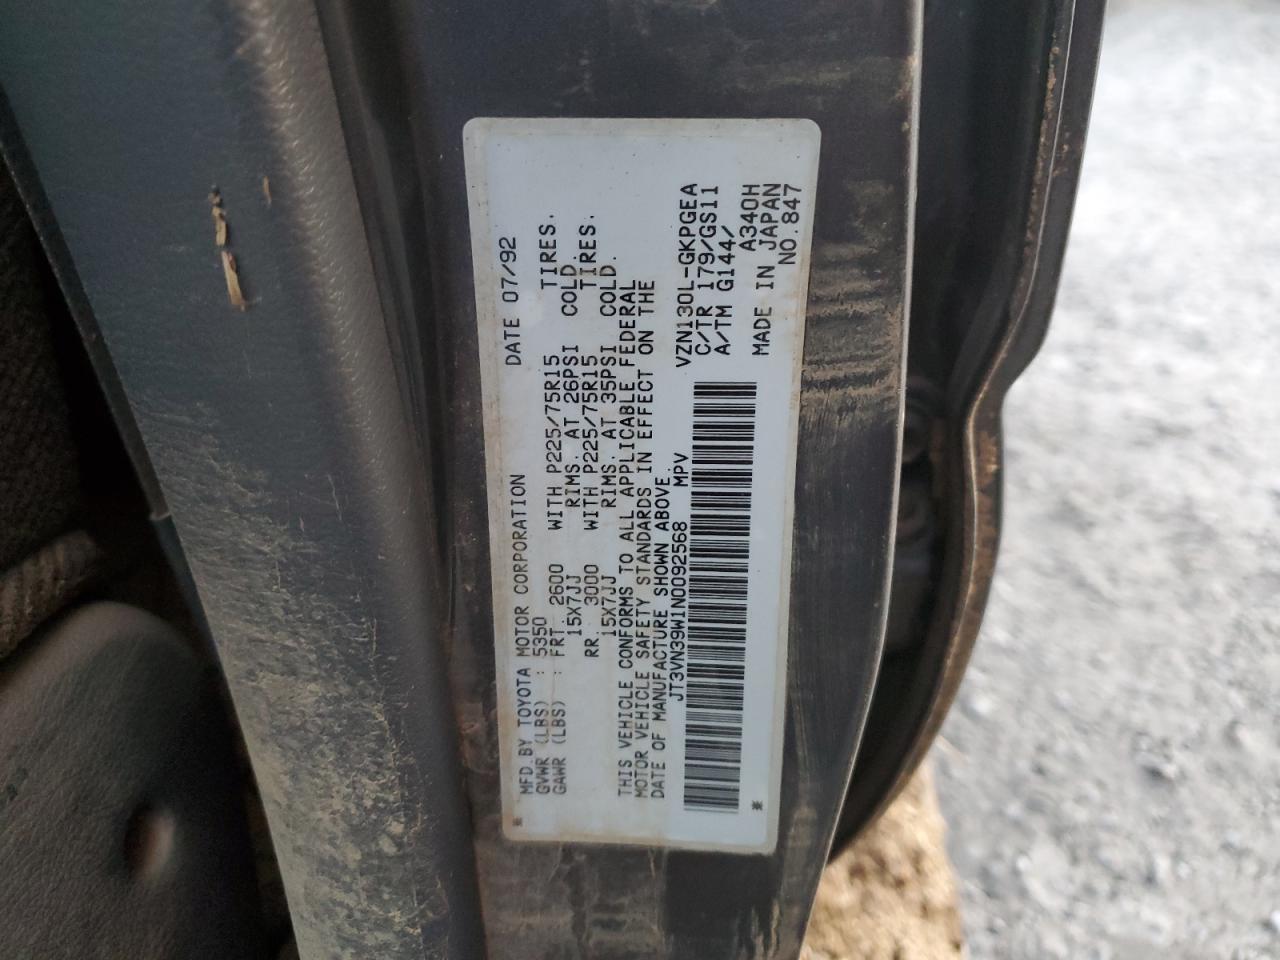 MFD. BY TOYOTA MOTOR CORPORATION DATE 07/92
GVWR (LBS) : 5350
GAWR (LBS) : FRT. 2600 WITH P225/75R15 TIRES.
15X7JJ RIMS. AT 26PSI COLD.
RR. 3000 WITH P225/75R15 TIRES.
15X7JJ RIMS. AT 35PSI COLD.
THIS VEHICLE CONFORMS TO ALL APPLICABLE FEDERAL
MOTOR VEHICLE SAFETY STANDARDS IN EFFECT ON THE
DATE OF MANUFACTURE SHOWN ABOVE.
JT3VN39W1N0092568 MPV
VZN130L-GKPGEA
C/TR 179/GS11
A/TM G144/
A340H
MADE IN JAPAN
NO.847